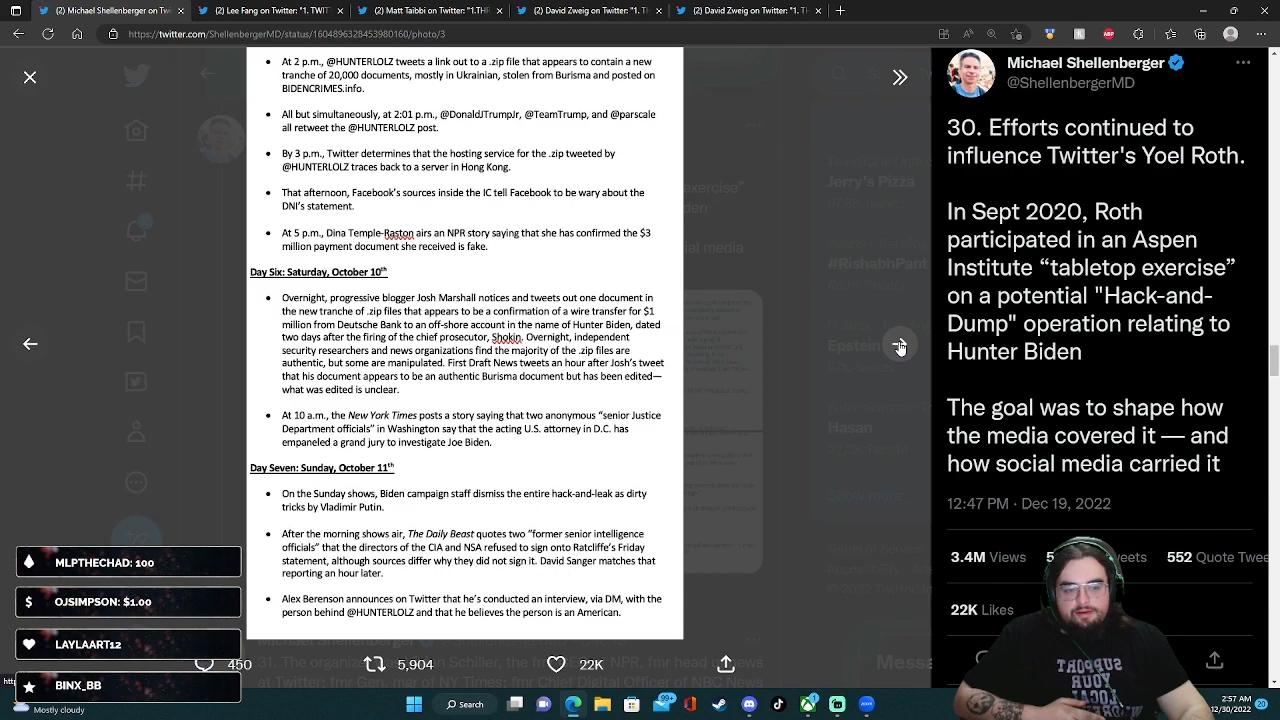 Michael Shellenberger on Twi
Lee Fang on Twitter: "1. TWITT
Matt Taibbi on Twitter: "1.THR
David Zweig on Twitter: "1. TH
David Zweig on Twitter: "1. TH
https://twitter.com/ShellenbergerMD/status/1604896328453980160/photo/3
At 2 p.m., @HUNTERLOLZ tweets a link out to a .zip file that appears to contain a new
tranche of 20,000 documents, mostly in Ukrainian, stolen from Burisma and posted on
BIDENCRIMES.info.
All but simultaneously, at 2:01 p.m., @DonaldJTrumpJr, @TeamTrump, and @parscale
all retweet the @HUNTERLOLZ post.
By 3 p.m., Twitter determines that the hosting service for the .zip tweeted by
@HUNTERLOLZ traces back to a server in Hong Kong.
That afternoon, Facebook's sources inside the IC tell Facebook to be wary about the
DNI's statement.
At 5 p.m., Dina Temple-Raston airs an NPR story saying that she has confirmed the $3
million payment document she received is fake.
Day Six: Saturday, October 10th
Overnight, progressive blogger Josh Marshall notices and tweets out one document in
the new tranche of .zip files that appears to be a confirmation of a wire transfer for $1
million from Deutsche Bank to an off-shore account in the name of Hunter Biden, dated
two days after the firing of the chief prosecutor, Shokin. Overnight, independent
security researchers and news organizations find the majority of the .zip files are
authentic, but some are manipulated. First Draft News tweets an hour after Josh's tweet
that his document appears to be an authentic Burisma document but has been edited—
what was edited is unclear.
At 10 a.m., the New York Times posts a story saying that two anonymous "senior Justice
Department officials" in Washington say that the acting U.S. attorney in D.C. has
empaneled a grand jury to investigate Joe Biden.
Day Seven: Sunday, October 11th
On the Sunday shows, Biden campaign staff dismiss the entire hack-and-leak as dirty
tricks by Vladimir Putin.
After the morning shows air, The Daily Beast quotes two "former senior intelligence
officials" that the directors of the CIA and NSA refused to sign onto Ratcliffe's Friday
statement, although sources differ why they did not sign it. David Sanger matches that
reporting an hour later.
Alex Berenson announces on Twitter that he's conducted an interview, via DM, with the
person behind @HUNTERLOLZ and that he believes the person is an American.
450
5,904
22K
Michael Shellenberger
@ShellenbergerMD
30. Efforts continued to
influence Twitter's Yoel Roth.
In Sept 2020, Roth
participated in an Aspen
Institute “tabletop exercise”
on a potential "Hack-and-
Dump" operation relating to
Hunter Biden
The goal was to shape how
the media covered it — and
how social media carried it
12:47 PM · Dec 19, 2022
3.4M Views
552 Quote Twee
22K Likes
exercise"
Jerry's Pizza
#RishabhPant
Epstein
Hasan
Show more
MLPTHECHAD: 100
OJSIMPSON: $1.00
LAYLAART12
BINX_BB
SUPPORT
YOUR
LOCAL
Mostly cloudy
Search
99+
2:57 AM
12/30/2022
20